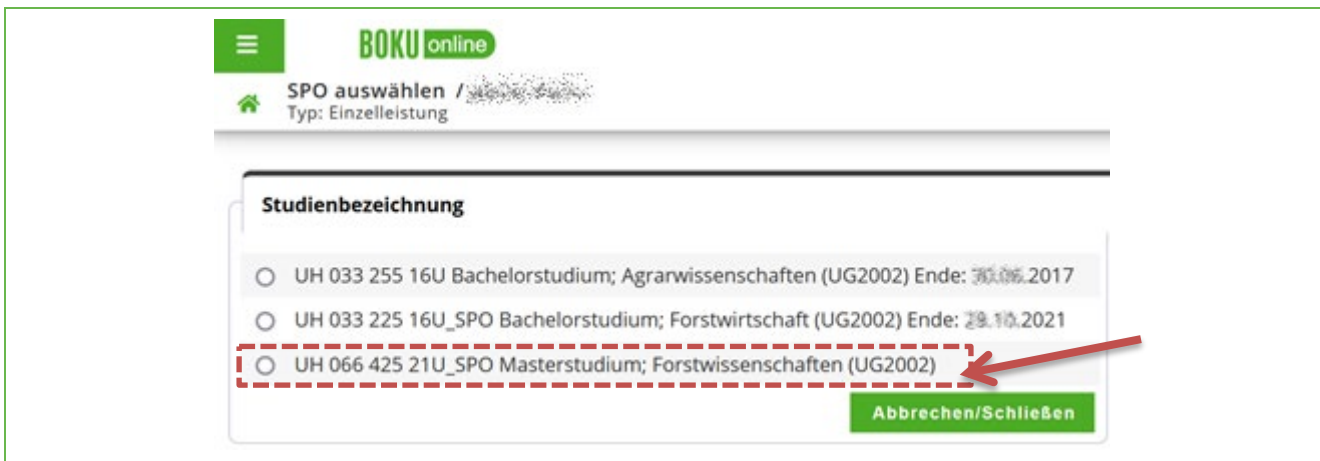 BOKU online
SPO auswählen /
Typ: Einzelleistung
Studienbezeichnung
UH 033 255 16U Bachelorstudium; Agrarwissenschaften (UG2002) Ende: 2017
UH 033 225 16U_SPO Bachelorstudium; Forstwirtschaft (UG2002) Ende: 2021
UH 066 425 21U_SPO Masterstudium; Forstwissenschaften (UG2002)
Abbrechen/Schließen